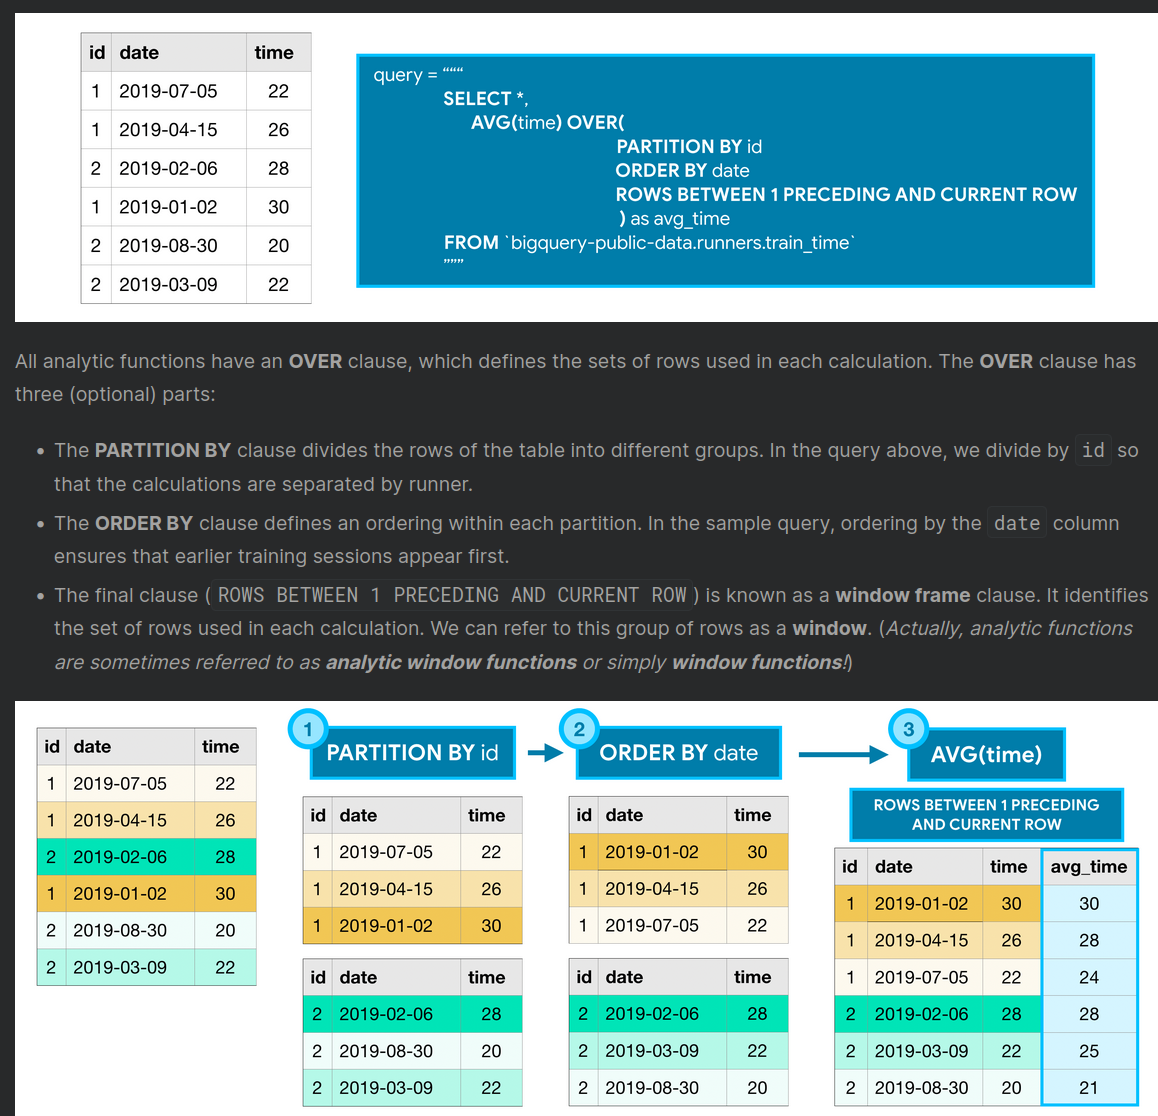 id date time
1 2019-07-05 22
1 2019-04-15 26
2 2019-02-06 28
1 2019-01-02 30
2 2019-08-30 20
2 2019-03-09 22
query = “““
SELECT *,
AVG(time) OVER(
PARTITION BY id
ORDER BY date
ROWS BETWEEN 1 PRECEDING AND CURRENT ROW
) as avg_time
FROM `bigquery-public-data.runners.train_time`
”””
All analytic functions have an OVER clause, which defines the sets of rows used in each calculation. The OVER clause has
three (optional) parts:
• The PARTITION BY clause divides the rows of the table into different groups. In the query above, we divide by id so
that the calculations are separated by runner.
• The ORDER BY clause defines an ordering within each partition. In the sample query, ordering by the date column
ensures that earlier training sessions appear first.
• The final clause (ROWS BETWEEN 1 PRECEDING AND CURRENT ROW) is known as a window frame clause. It identifies
the set of rows used in each calculation. We can refer to this group of rows as a window. (Actually, analytic functions
are sometimes referred to as analytic window functions or simply window functions!)
id date time
1 2019-07-05 22
1 2019-04-15 26
2 2019-02-06 28
1 2019-01-02 30
2 2019-08-30 20
2 2019-03-09 22
1
PARTITION BY id
id date time
1 2019-07-05 22
1 2019-04-15 26
1 2019-01-02 30
id date time
2 2019-02-06 28
2 2019-08-30 20
2 2019-03-09 22
2
ORDER BY date
id date time
1 2019-01-02 30
1 2019-04-15 26
1 2019-07-05 22
id date time
2 2019-02-06 28
2 2019-03-09 22
2 2019-08-30 20
3
AVG(time)
ROWS BETWEEN 1 PRECEDING
AND CURRENT ROW
id date time avg_time
1 2019-01-02 30 30
1 2019-04-15 26 28
1 2019-07-05 22 24
2 2019-02-06 28 28
2 2019-03-09 22 25
2 2019-08-30 20 21